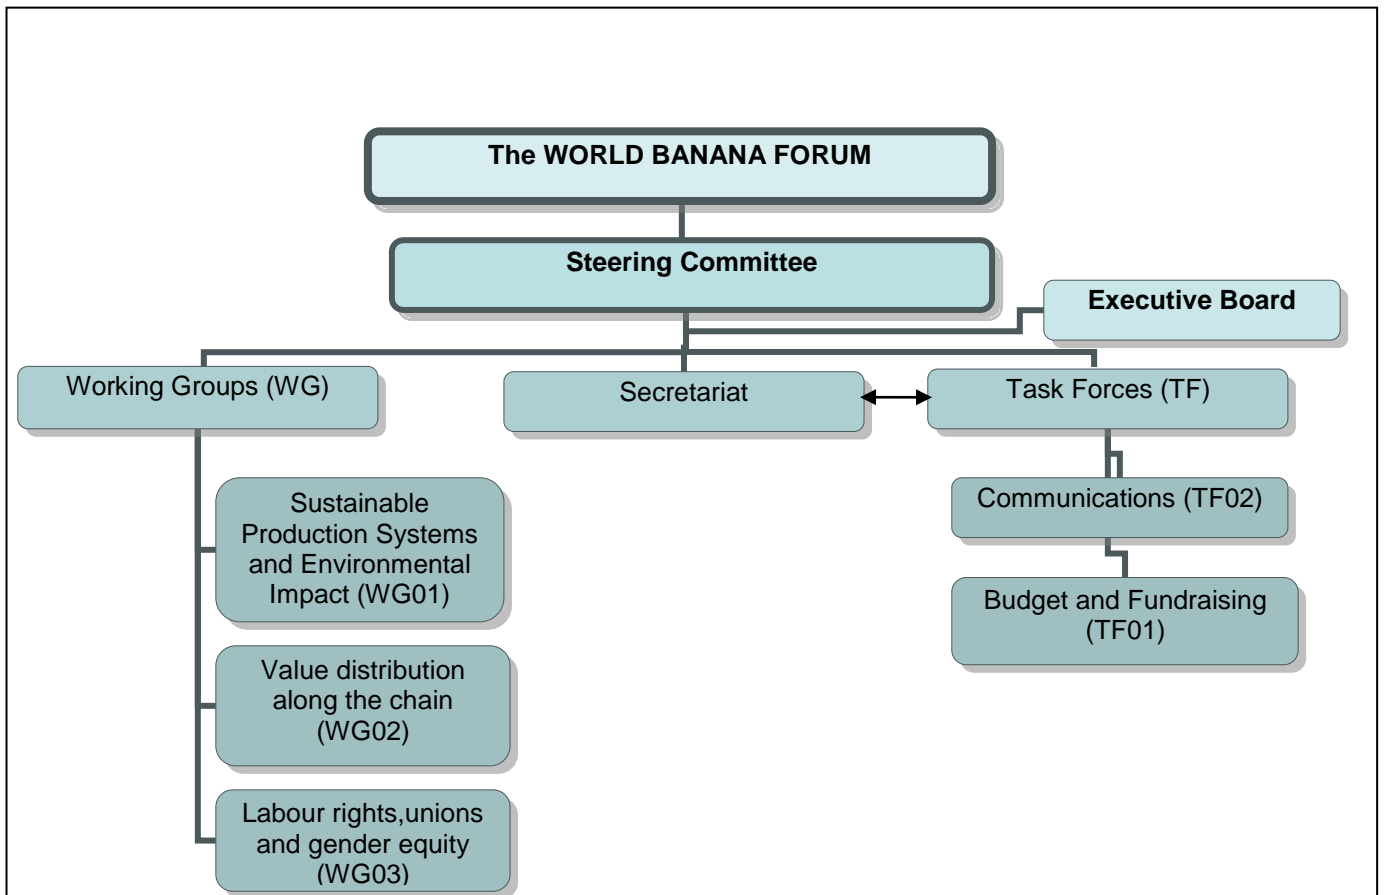 The WORLD BANANA FORUM
Steering Committee
Executive Board
Working Groups (WG)
Secretariat
Task Forces (TF)
Sustainable
Production Systems
and Environmental
Impact (WG01)
Value distribution
along the chain
(WG02)
Labour rights,unions
and gender equity
(WG03)
Communications (TF02)
Budget and Fundraising
(TF01)